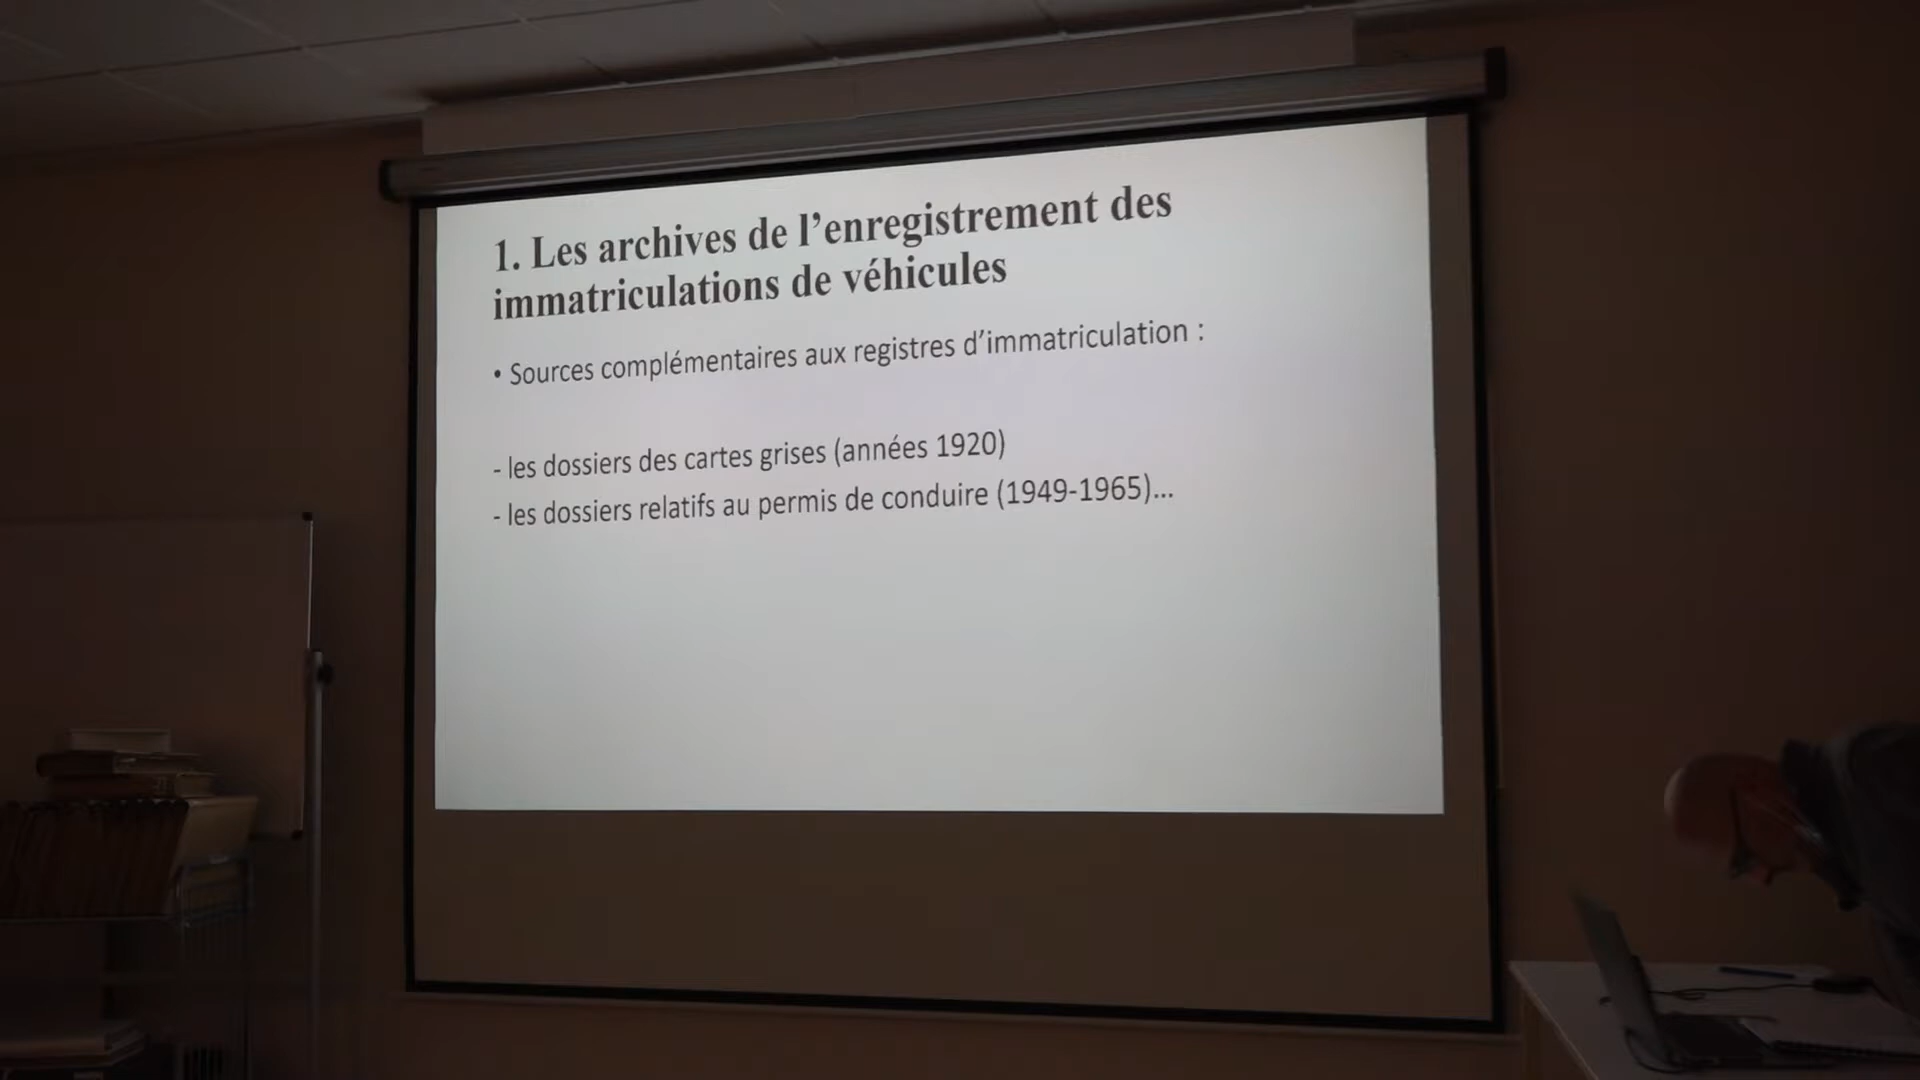 1. Les archives de l’enregistrement des
immatriculations de véhicules
• Sources complémentaires aux registres d’immatriculation :
- les dossiers des cartes grises (années 1920)
- les dossiers relatifs au permis de conduire (1949-1965)...